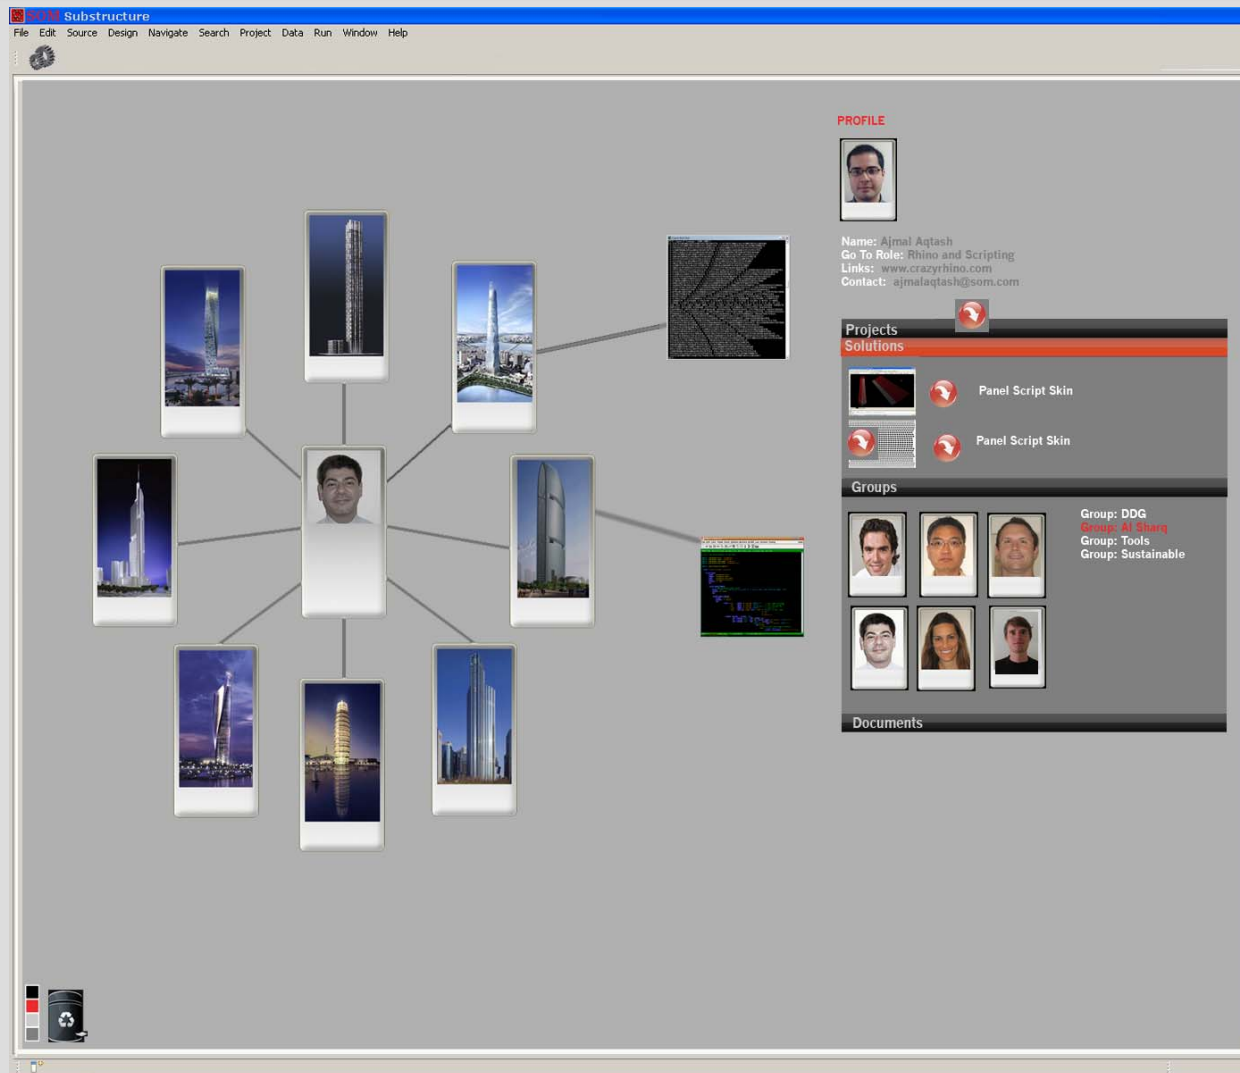 SOM Substructure
File Edit Source Design Navigate Search Project Data Run Window Help
PROFILE
Name: Ajmal Aqtash
Go To Role: Rhino and Scripting
Links: www.crazyrhino.com
Contact: ajmalaqtash@som.com
Projects
Solutions
Panel Script Skin
Panel Script Skin
Groups
Group: DDG
Group: Al Sharq
Group: Tools
Group: Sustainable
Documents